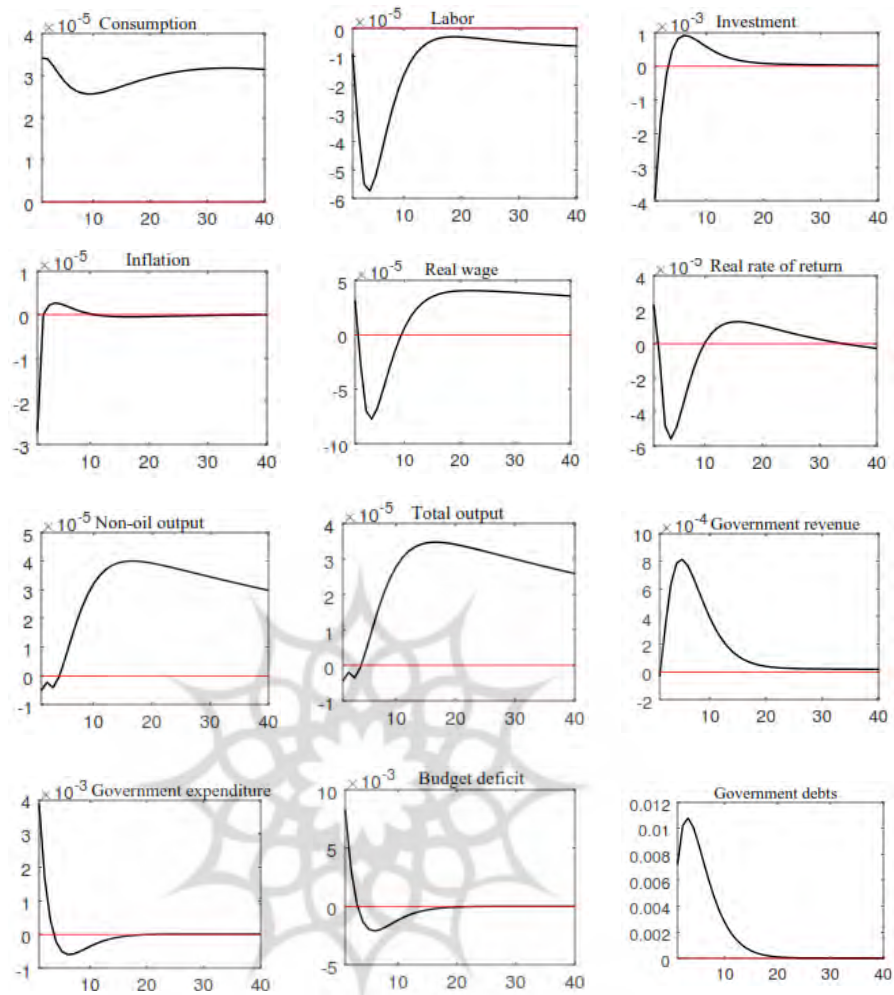 × 10^-5 Consumption
4
3
2
1
0
10 20 30 40
× 10^-5 Labor
0
-1
-2
-3
-4
-5
-6
10 20 30 40
× 10^-3 Investment
1
0
-1
-2
-3
-4
10 20 30 40
× 10^-5 Inflation
1
0
-1
-2
-3
10 20 30 40
× 10^-5 Real wage
5
0
-5
-10
10 20 30 40
× 10 Real rate of return
4
2
0
-2
-4
-6
10 20 30 40
× 10^-5 Non-oil output
5
4
3
2
1
0
-1
10 20 30 40
× 10^-5 Total output
4
3
2
1
0
-1
10 20 30 40
× 10^-4 Government revenue
10
8
6
4
2
0
-2
10 20 30 40
× 10^-3 Government expenditure
4
3
2
1
0
-1
10 20 30 40
× 10^-3 Budget deficit
10
5
0
-5
10 20 30 40
Government debts
0.012
0.01
0.008
0.006
0.004
0.002
0
10 20 30 40